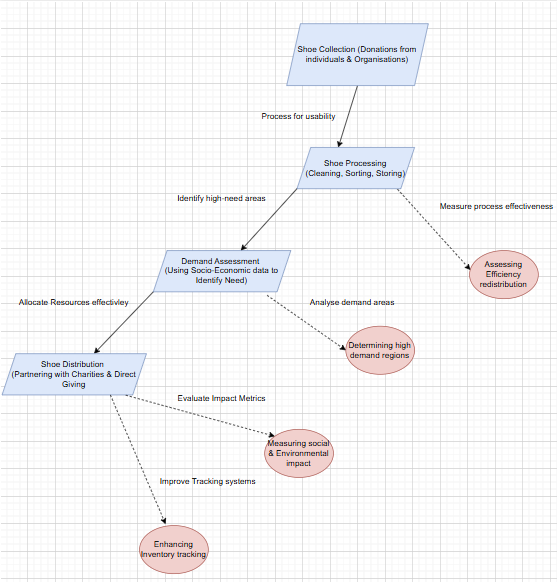 Shoe Collection (Donations from
individuals & Organisations)
Process for usability
Shoe Processing
(Cleaning, Sorting, Storing)
Identify high-need areas
Measure process effectiveness
Demand Assessment
(Using Socio-Economic data to
Identify Need)
Assessing
Efficiency
redistribution
Allocate Resources effectivley
Analyse demand areas
Determining high
demand regions
Shoe Distribution
(Partnering with Charities & Direct
Giving
Evaluate Impact Metrics
Measuring social
& Environmental
impact
Improve Tracking systems
Enhancing
Inventory tracking